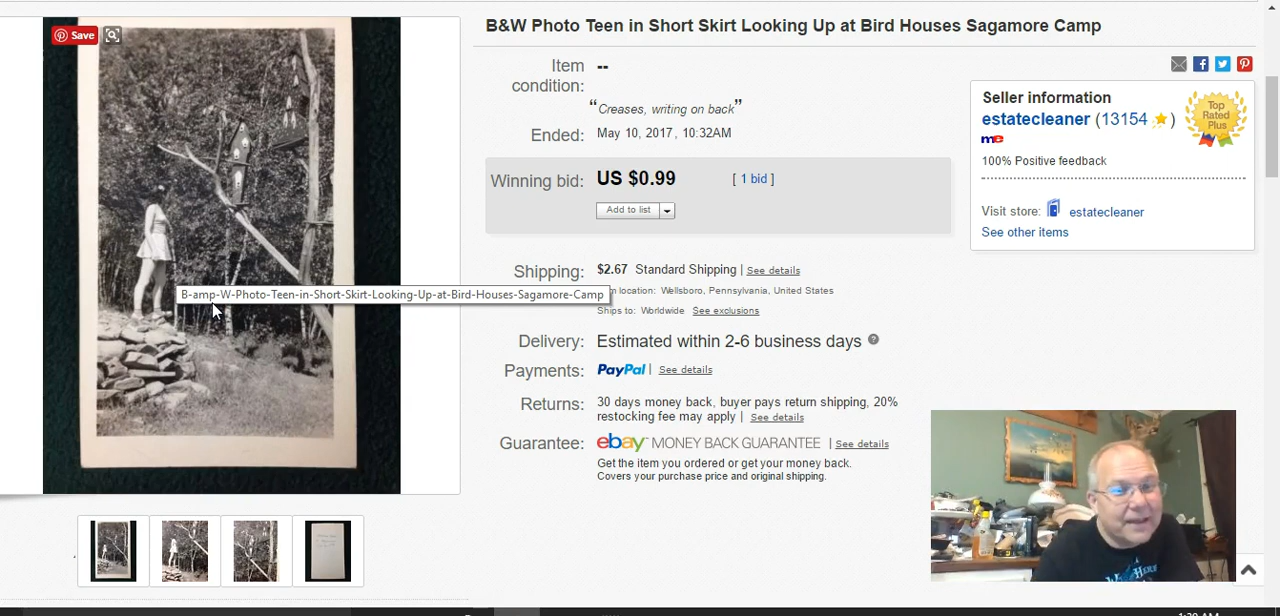 Save
B&W Photo Teen in Short Skirt Looking Up at Bird Houses Sagamore Camp
Item condition: --
“Creases, writing on back”
Ended: May 10, 2017, 10:32AM
Winning bid: US $0.99 [ 1 bid ]
Add to list
Shipping: $2.67 Standard Shipping | See details
B-amp-W-Photo-Teen-in-Short-Skirt-Looking-Up-at-Bird-Houses-Sagamore-Camp
location: Wellsboro, Pennsylvania, United States
Ships to: Worldwide See exclusions
Delivery: Estimated within 2-6 business days
Payments: PayPal | See details
Returns: 30 days money back, buyer pays return shipping, 20%
restocking fee may apply | See details
Guarantee: ebay MONEY BACK GUARANTEE | See details
Get the item you ordered or get your money back.
Covers your purchase price and original shipping.
Seller information
estatecleaner (13154 )
me
100% Positive feedback
Visit store: estatecleaner
See other items
Top
Rated
Plus